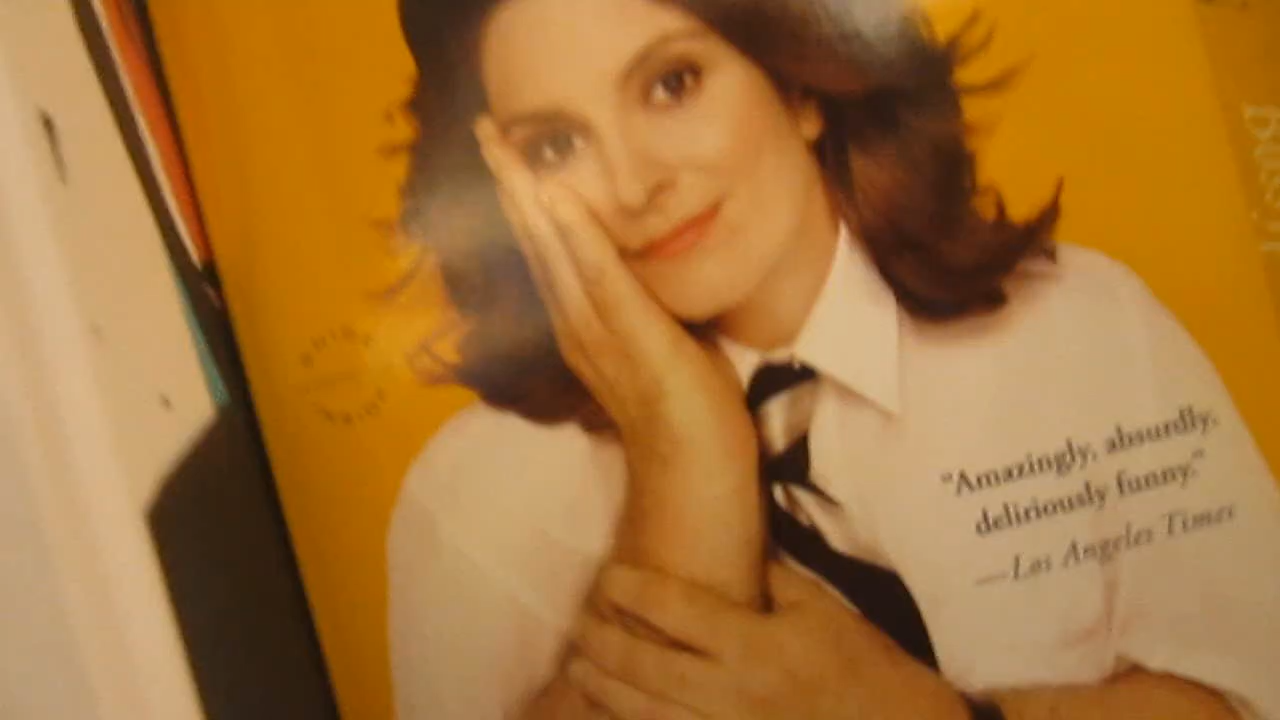 "Amazingly, absurdly,
deliriously funny."
—Los Angeles Times